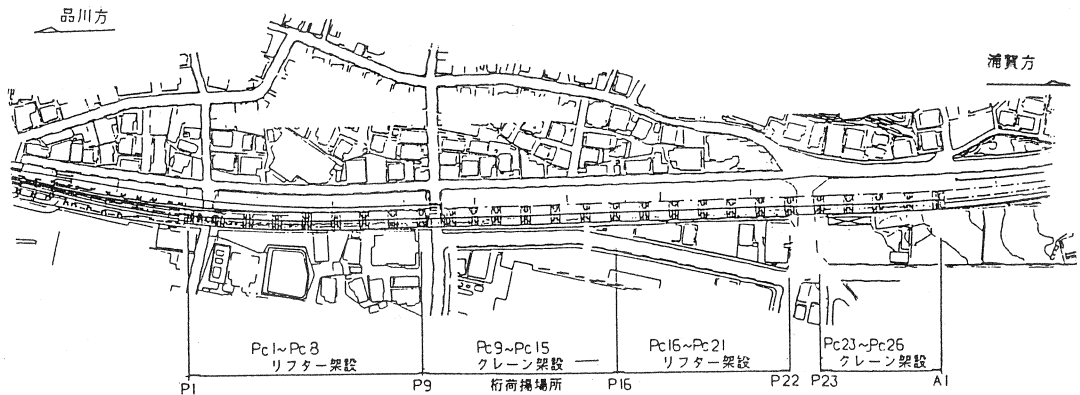 品川方
浦賀方
Pc1~Pc8
リフター架設
Pc9~Pc15
クレーン架設
Pc16~Pc21
リフター架設
Pc23~Pc26
クレーン架設
P1
P9
桁荷揚場所
P16
P22
P23
A1